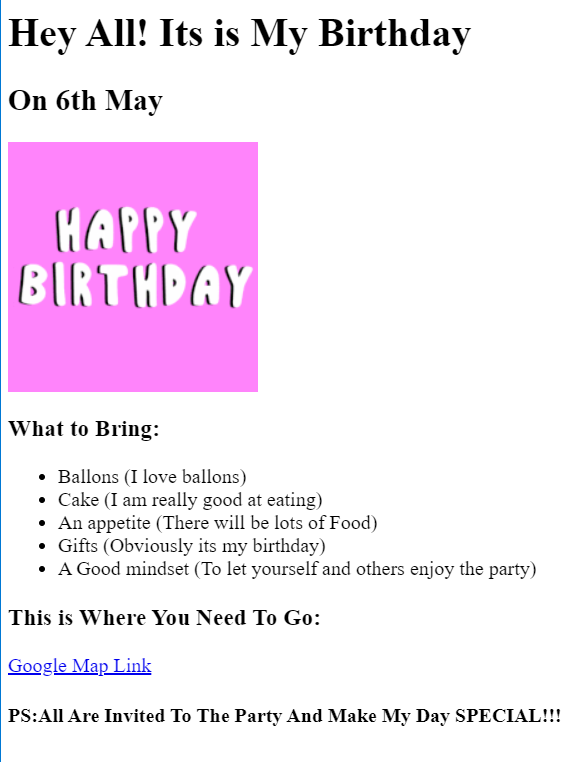 Hey All! Its is My Birthday
On 6th May
HAPPY
BIRTHDAY
What to Bring:
Ballons (I love ballons)
Cake (I am really good at eating)
An appetite (There will be lots of Food)
Gifts (Obviously its my birthday)
A Good mindset (To let yourself and others enjoy the party)
This is Where You Need To Go:
Google Map Link
PS:All Are Invited To The Party And Make My Day SPECIAL!!!